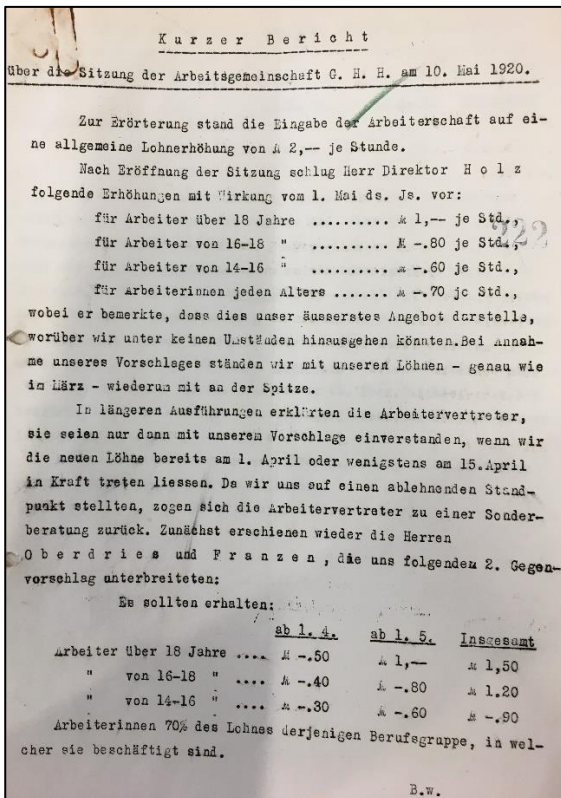 K u r z e r   B e r i c h t
über die Sitzung der Arbeitsgemeinschaft G. H. H. am 10. Mai 1920.
Zur Erörterung stand die Eingabe der Arbeiterschaft auf ei-
ne allgemeine Lohnerhöhung von M 2,-- je Stunde.
Nach Eröffnung der Sitzung schlug Herr Direktor H o l z
folgende Erhöhungen mit Wirkung vom 1. Mai ds. Js. vor:
für Arbeiter über 18 Jahre .......... M 1,-- je Std.,
für Arbeiter von 16-18 " .......... M -.80 je Std.,
222
für Arbeiter von 14-16 " .......... M -.60 je Std.,
für Arbeiterinnen jeden Alters ....... M -.70 je Std.,
wobei er bemerkte, dass dies unser äusserstes Angebot darstelle,
worüber wir unter keinen Umständen hinausgehen könnten. Bei Annah-
me unseres Vorschlages ständen wir mit unseren Löhnen - genau wie
im März - wiederum mit an der Spitze.
In längeren Ausführungen erklärten die Arbeitervertreter,
sie seien nur dann mit unserem Vorschlage einverstanden, wenn wir
die neuen Löhne bereits am 1. April oder wenigstens am 15.April
in Kraft treten liessen. Da wir uns auf einen ablehnenden Stand-
punkt stellten, zogen sich die Arbeitervertreter zu einer Sonder-
beratung zurück. Zunächst erschienen wieder die Herren
O b e r d r i e s und F r a n z e n , die uns folgenden 2. Gegen-
vorschlag unterbreiteten:
Es sollten erhalten:
ab 1. 4. ab 1. 5. Insgesamt
Arbeiter über 18 Jahre .... M -.50 M 1,-- M 1,50
" von 16-18 " .... M -.40 M -.80 M 1.20
" von 14-16 " .... M -.30 M -.60 M -.90
Arbeiterinnen 70% des Lohnes derjenigen Berufsgruppe, in wel-
cher sie beschäftigt sind.
B.w.